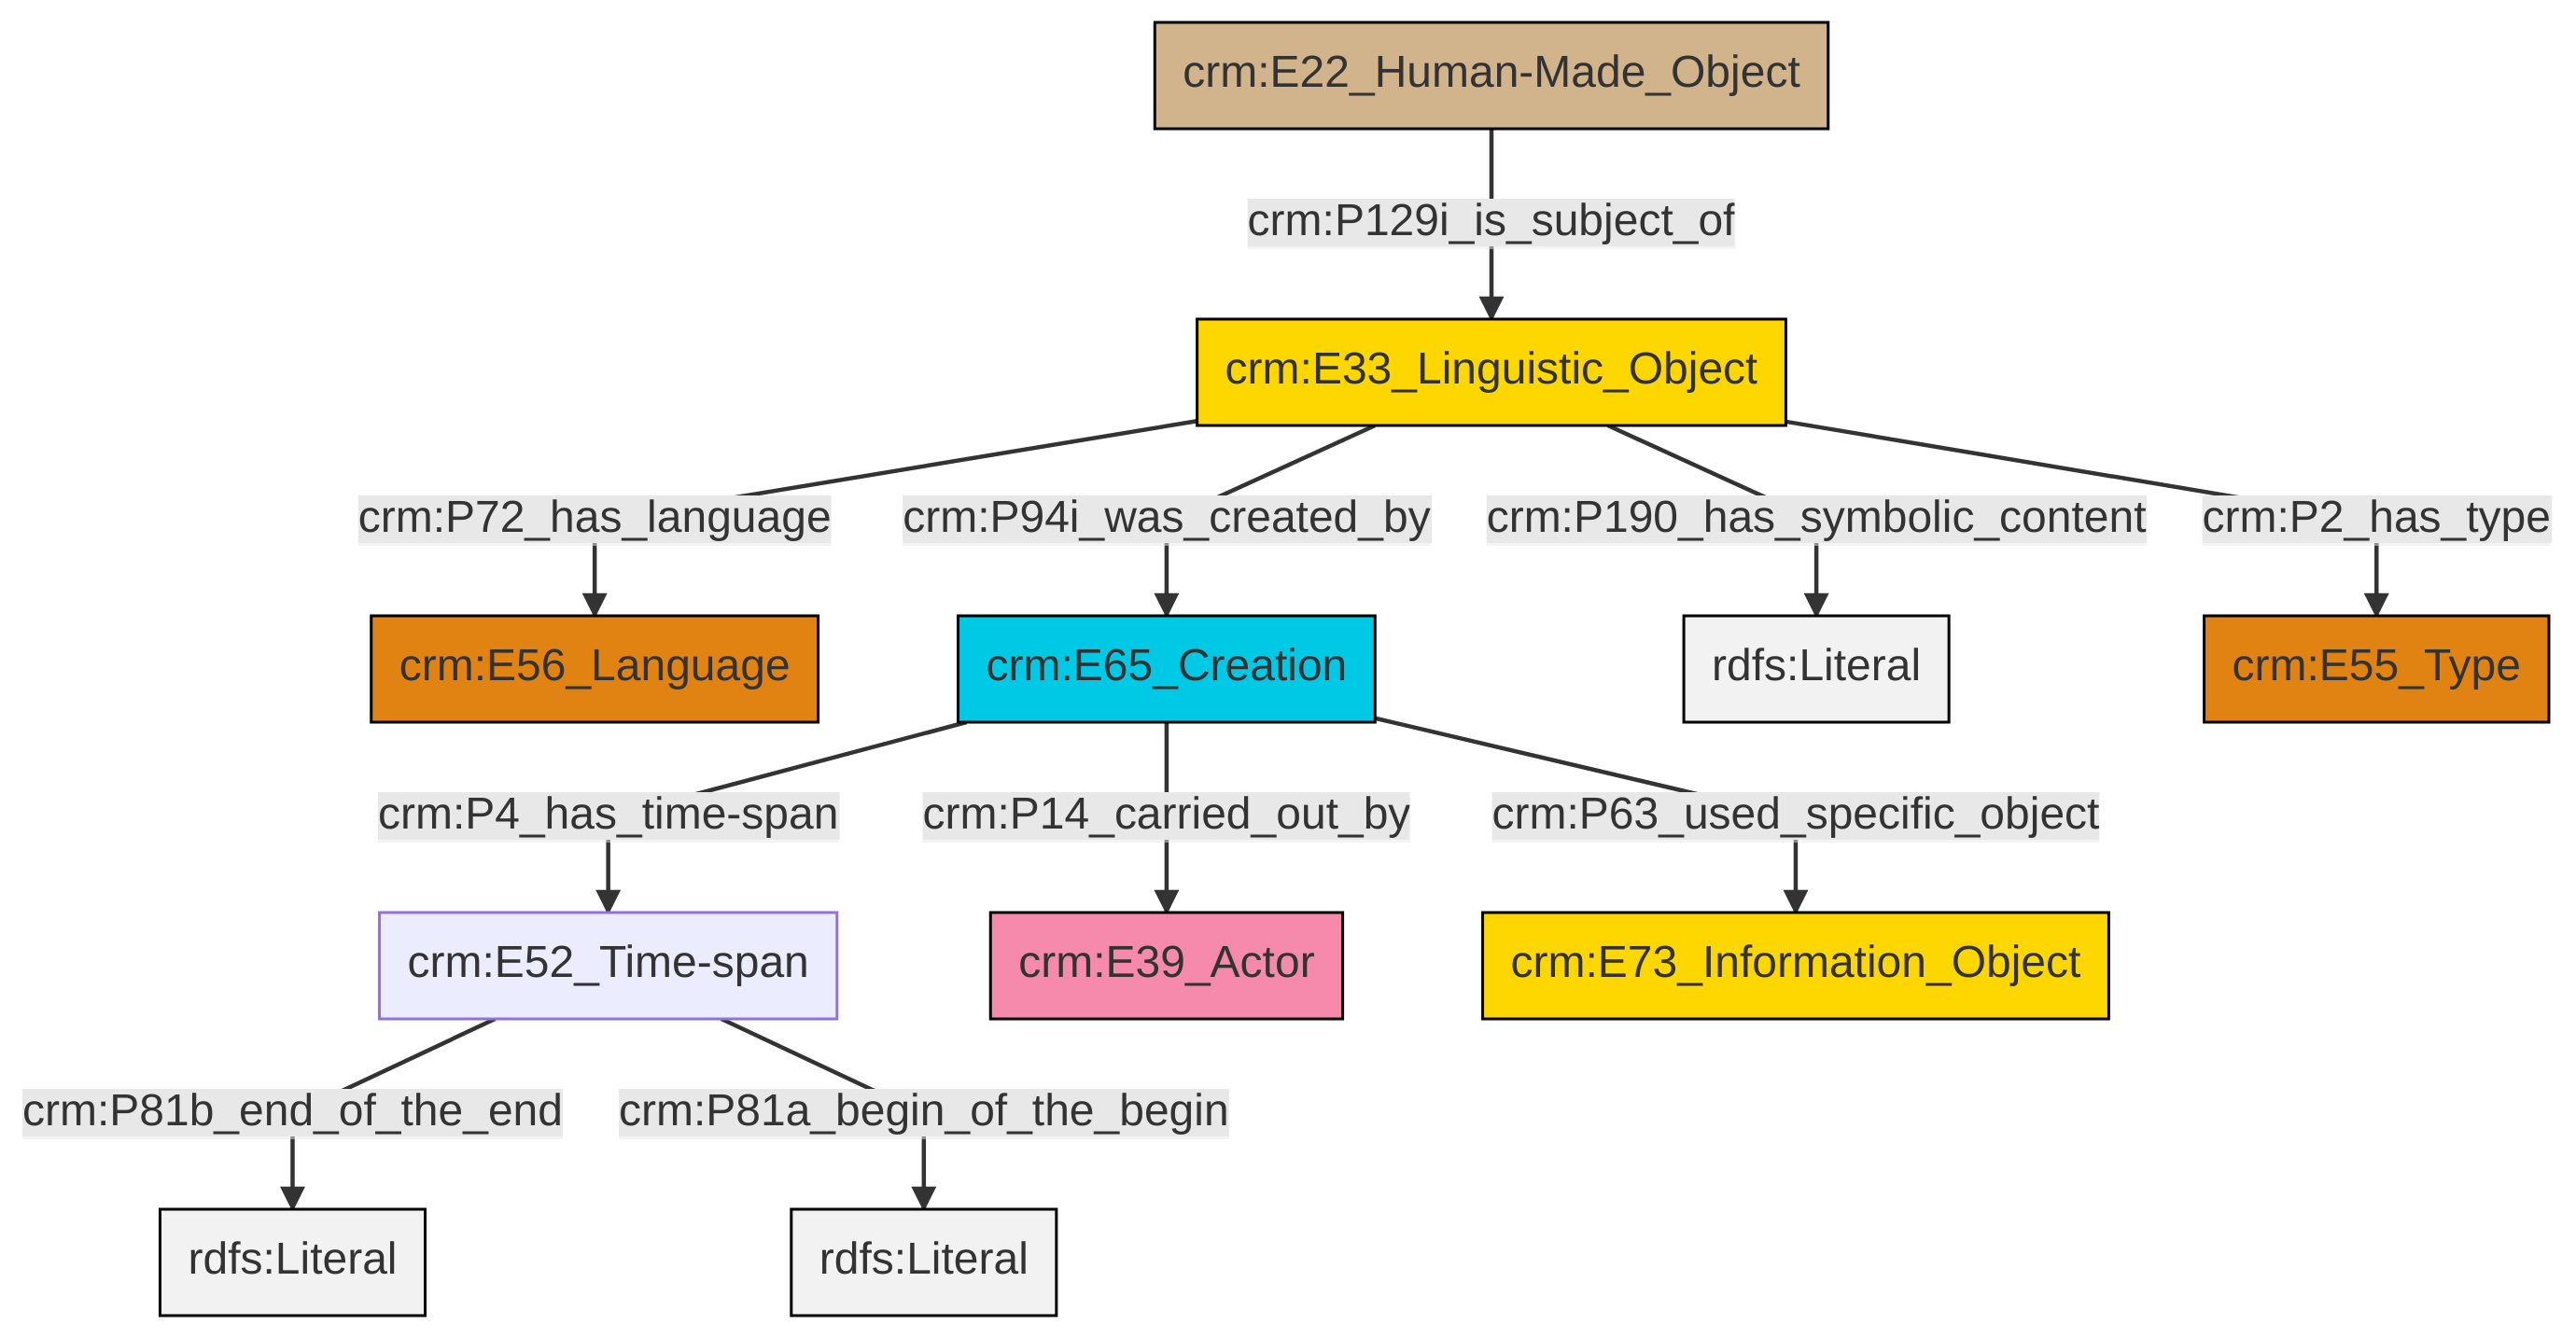 crm:E22_Human-Made_Object
crm:P129i_is_subject_of
crm:E33_Linguistic_Object
crm:P72_has_language
crm:P94i_was_created_by
crm:P190_has_symbolic_content
crm:P2_has_type
crm:E56_Language
crm:E65_Creation
rdfs:Literal
crm:E55_Type
crm:P4_has_time-span
crm:P14_carried_out_by
crm:P63_used_specific_object
crm:E52_Time-span
crm:E39_Actor
crm:E73_Information_Object
crm:P81b_end_of_the_end
crm:P81a_begin_of_the_begin
rdfs:Literal
rdfs:Literal